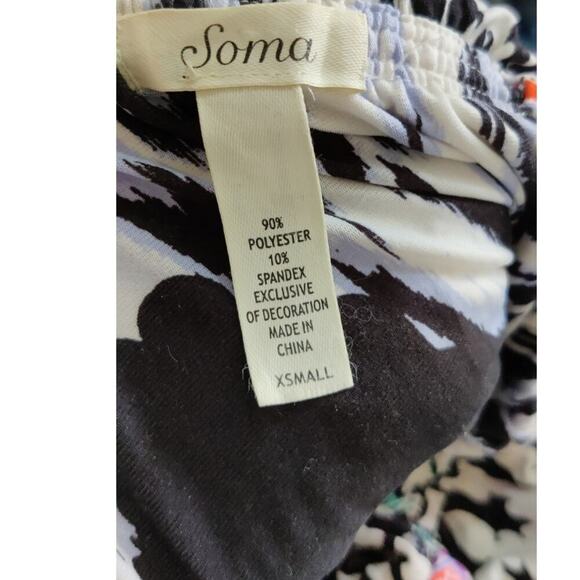 Soma
90%
POLYESTER
10%
SPANDEX
EXCLUSIVE
OF DECORATION
MADE IN
CHINA
XSMALL